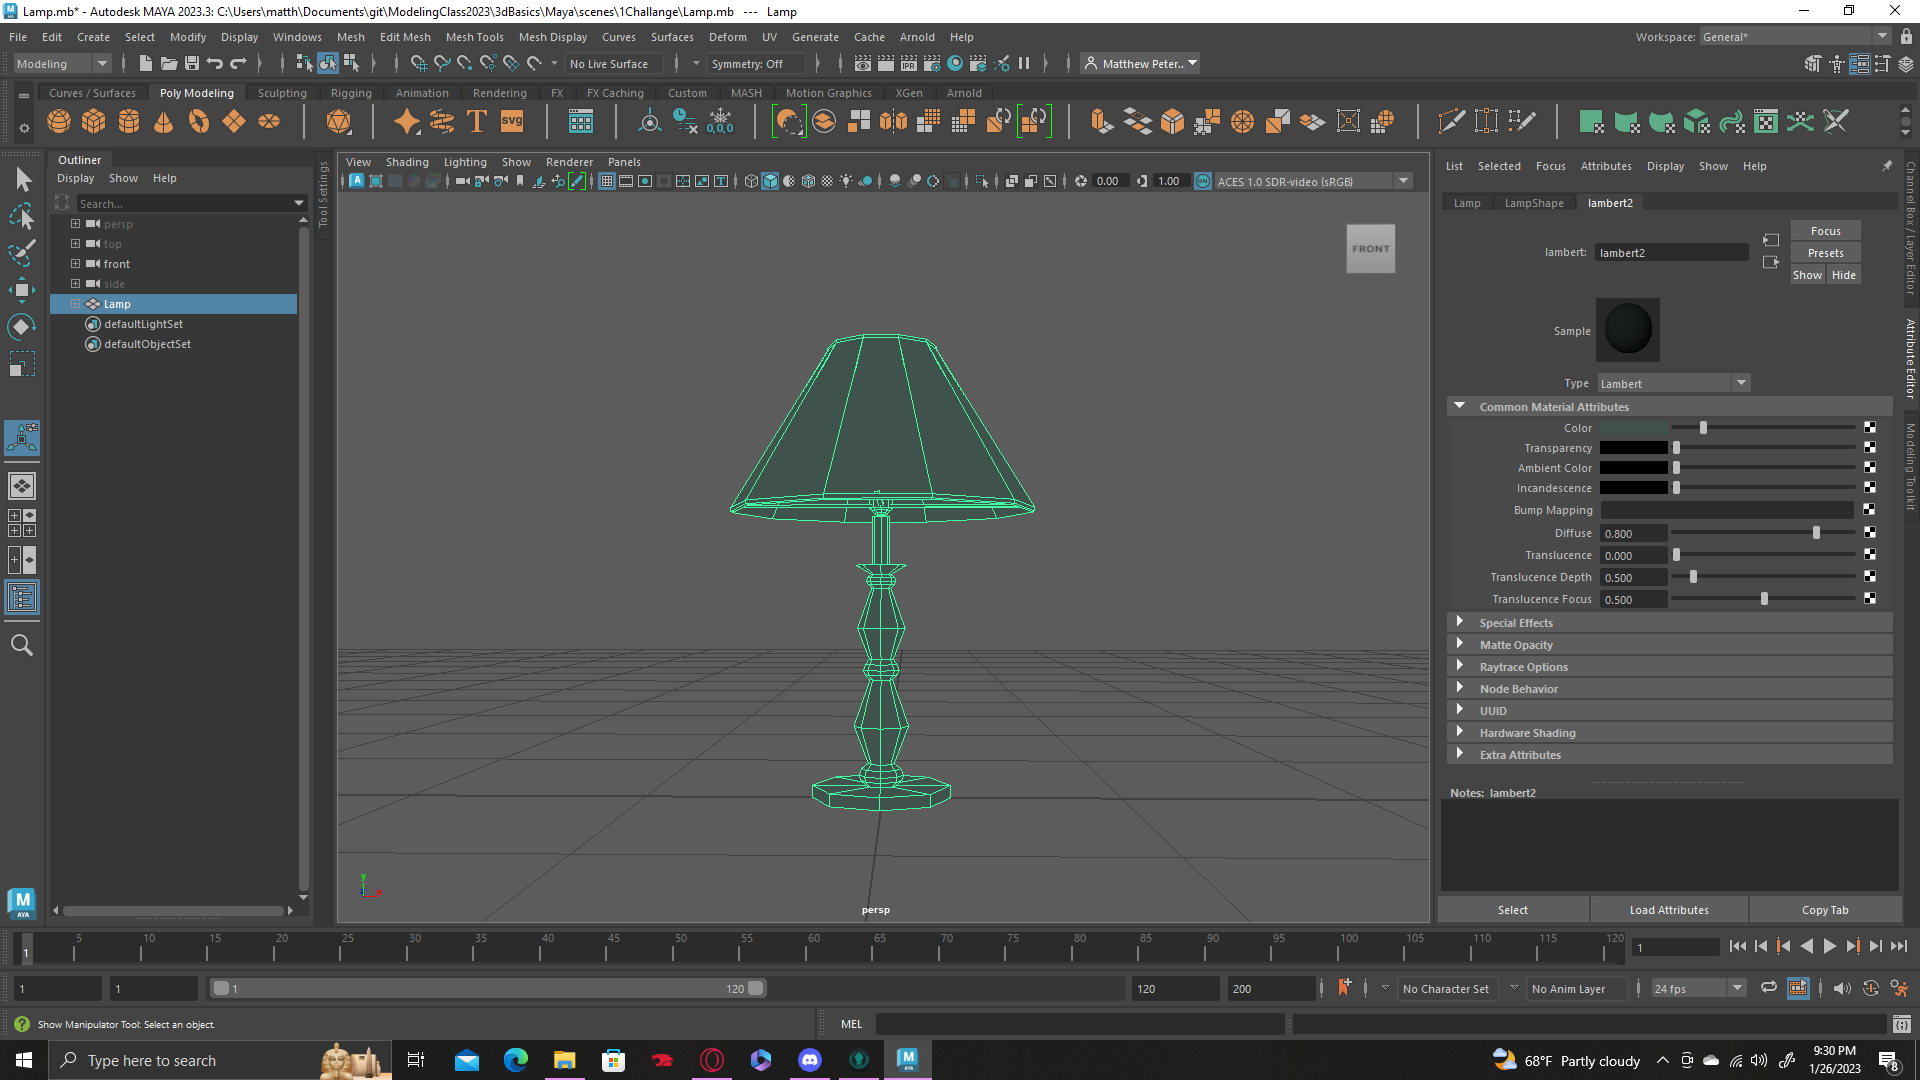 Lamp.mb* - Autodesk MAYA 2023.3: C:\Users\matth\Documents\git\ModelingClass2023\3dBasics\Maya\scenes\1Challange\Lamp.mb   ---   Lamp
File Edit Create Select Modify Display Windows Mesh Edit Mesh Mesh Tools Mesh Display Curves Surfaces Deform UV Generate Cache Arnold Help Workspace: General*
Modeling No Live Surface Symmetry: Off IPR Matthew Peter..
Curves / Surfaces Poly Modeling Sculpting Rigging Animation Rendering FX FX Caching Custom MASH Motion Graphics XGen Arnold
T SVG 0,0,0
Outliner
Display Show Help
Search...
persp
top
front
side
Lamp
defaultLightSet
defaultObjectSet
Tool Settings
View Shading Lighting Show Renderer Panels
0.00 1.00 ON ACES 1.0 SDR-video (sRGB)
FRONT
y
z x
persp
List Selected Focus Attributes Display Show Help
Lamp LampShape lambert2
Focus
lambert: lambert2
Presets
Show Hide
Sample
Type Lambert
Common Material Attributes
Color
Transparency
Ambient Color
Incandescence
Bump Mapping
Diffuse 0.800
Translucence 0.000
Translucence Depth 0.500
Translucence Focus 0.500
Special Effects
Matte Opacity
Raytrace Options
Node Behavior
UUID
Hardware Shading
Extra Attributes
Notes: lambert2
Select Load Attributes Copy Tab
Channel Box / Layer Editor
Attribute Editor
Modeling Toolkit
M
AYA
1 5 10 15 20 25 30 35 40 45 50 55 60 65 70 75 80 85 90 95 100 105 110 115 120 1
1 1 1 120 120 200 No Character Set No Anim Layer 24 fps
Show Manipulator Tool: Select an object. MEL
Type here to search
68°F Partly cloudy
9:30 PM
1/26/2023
8